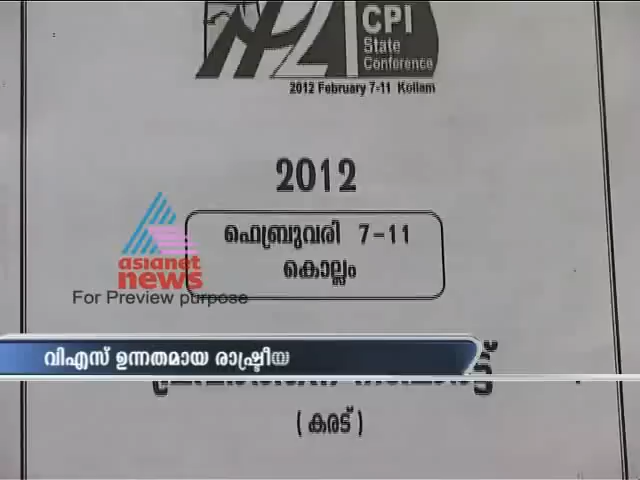 CPI
State
Conference
2012 February 7-11 Kollam
2012
ഫെബ്രുവരി 7-11
കൊല്ലം
asianet
news
For Preview purpose
വിഎസ് ഉന്നതമായ രാഷ്ട്രീയ
(കരട്)